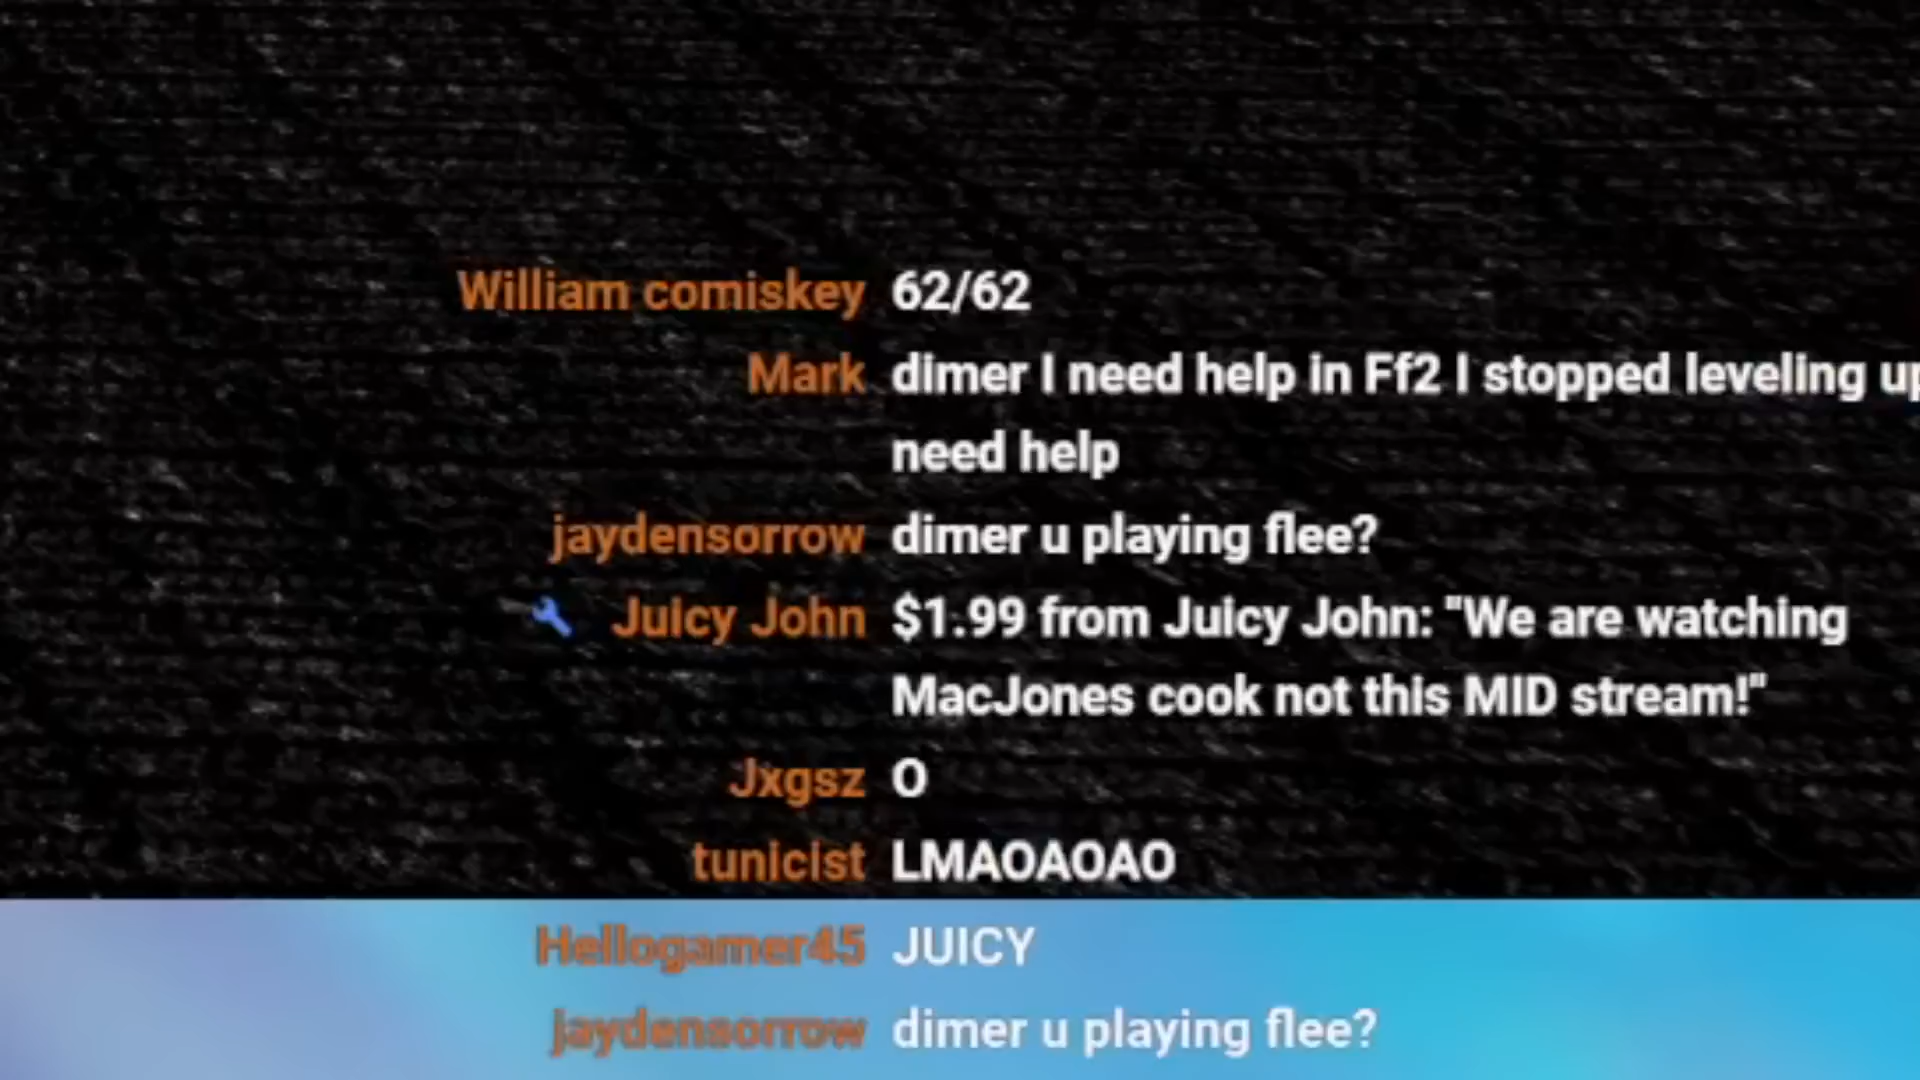 William comiskey 62/62
Mark dimer I need help in Ff2 I stopped leveling up
need help
jaydensorrow dimer u playing flee?
Juicy John $1.99 from Juicy John: "We are watching
MacJones cook not this MID stream!"
Jxgsz O
tunicist LMAOAOAO
Hellogamer45 JUICY
jaydensorrow dimer u playing flee?